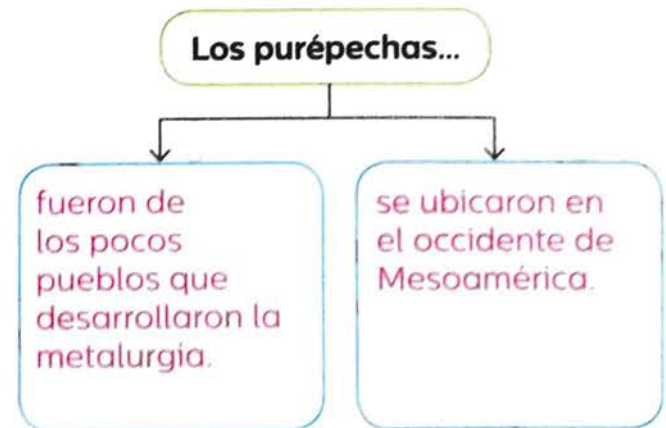 Los purépechas...
fueron de
los pocos
pueblos que
desarrollaron la
metalurgia.
se ubicaron en
el occidente de
Mesoamérica.